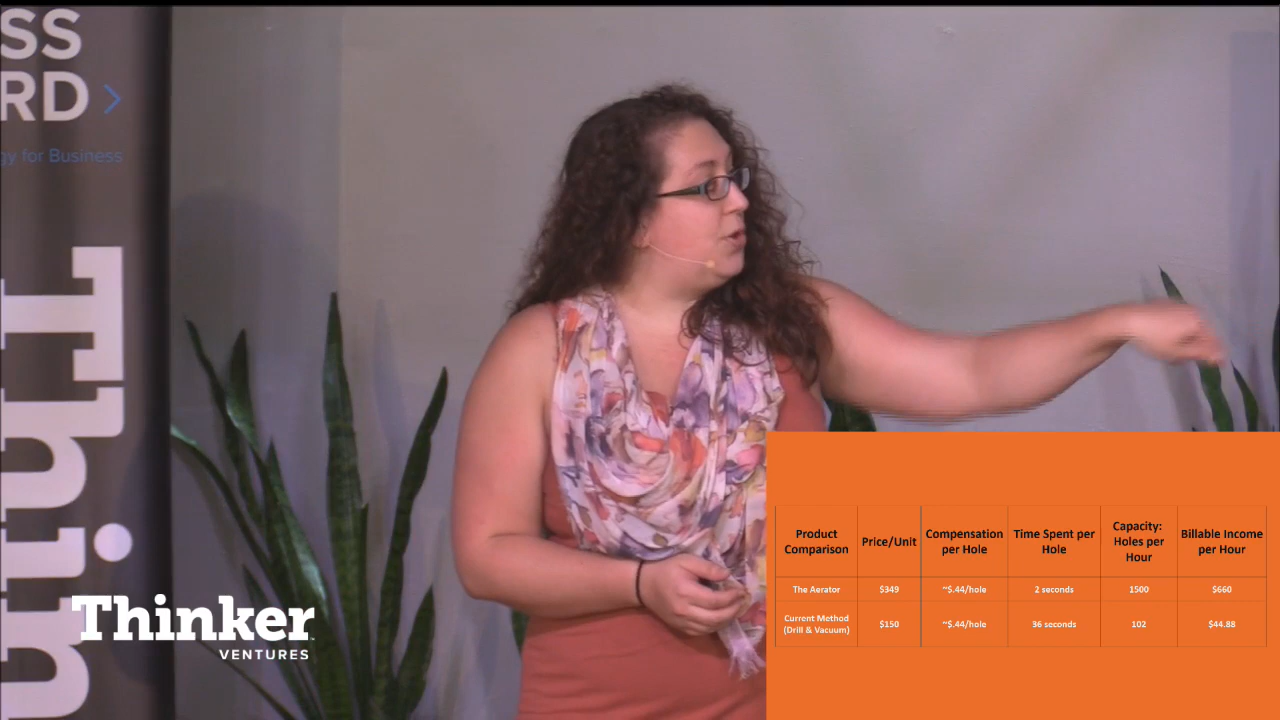 SS
RD >
gy for Business
Thin
Thinker
VENTURES
Product Comparison Price/Unit Compensation per Hole Time Spent per Hole Capacity: Holes per Hour Billable Income per Hour
The Aerator $349 ~$.44/hole 2 seconds 1500 $660
Current Method (Drill & Vacuum) $150 ~$.44/hole 36 seconds 102 $44.88